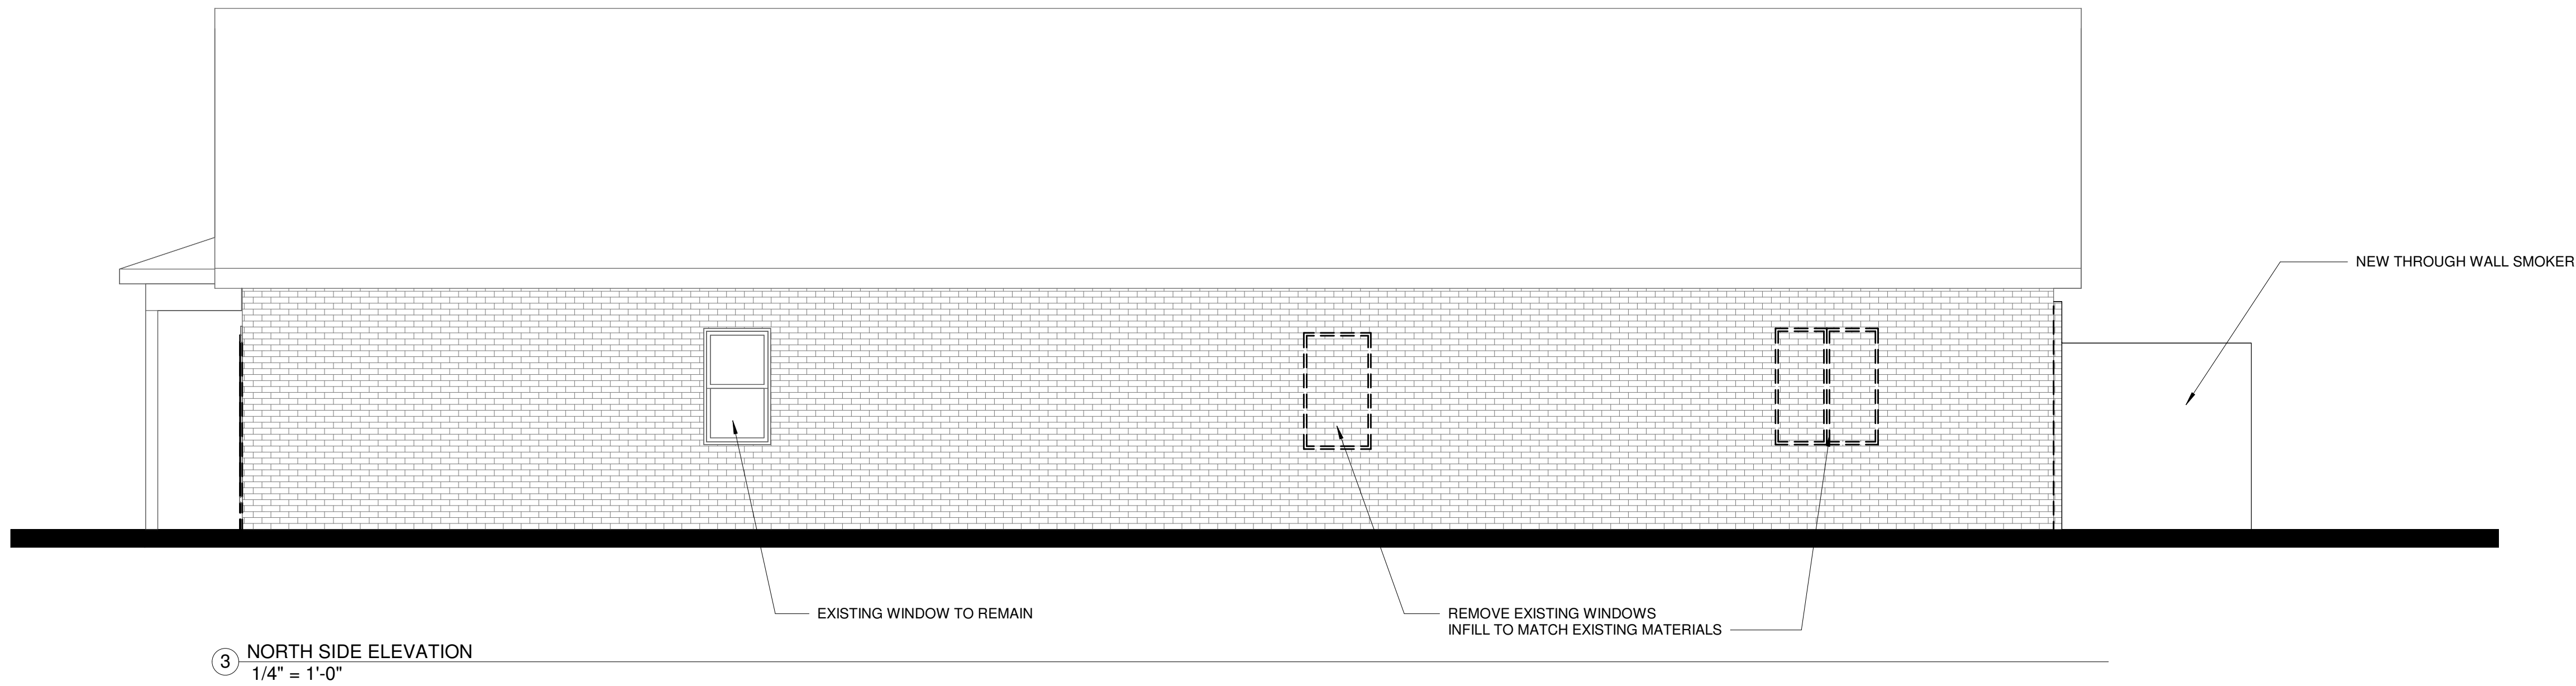 NEW THROUGH WALL SMOKER
EXISTING WINDOW TO REMAIN
REMOVE EXISTING WINDOWS
INFILL TO MATCH EXISTING MATERIALS
3 NORTH SIDE ELEVATION
1/4" = 1'-0"